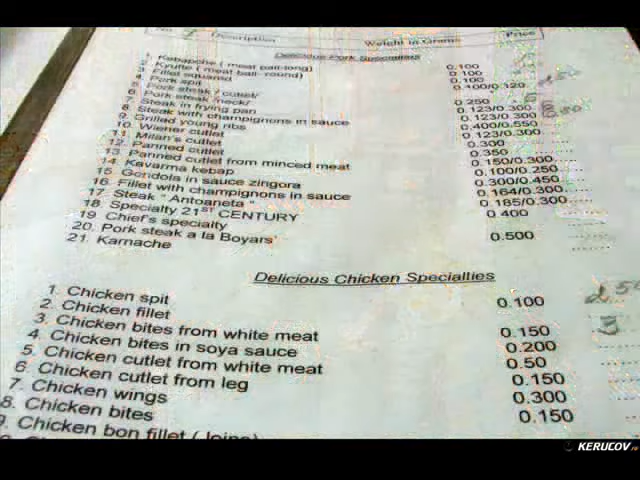 No Description Weight in Grams Price
Delicious Pork Specialties
1. Kebapche ( meat ball-long) 0.100
2. Kyufte ( meat ball- round) 0.100
3. Fillet squared 0.100
4. Pork spit 0.100/0.120
5. Pork steak / cutlet/
6. Pork steak /neck/ 0.250
7. Steak in frying pan 0.123/0.300
8. Steak with champignons in sauce 0.123/0.300
9. Grilled young ribs 0.400/0.550
10. Wiener cutlet 0.123/0.300
11. Milan's cutlet 0.300
12. Panned cutlet 0.350
13. Panned cutlet from minced meat 0.150/0.300
14. Kavarma kebap 0.100/0.250
15. Gondola in sauce zingora 0.300/0.450
16. Fillet with champignons in sauce 0.164/0.300
17. Steak " Antoaneta " 0.185/0.300
18. Specialty 21ST CENTURY 0.400
19 Chief's specialty
20. Pork steak a la Boyars' 0.500
21. Karnache
Delicious Chicken Specialties
1. Chicken spit 0.100 2.50
2. Chicken fillet
3. Chicken bites from white meat 0.150 3
4. Chicken bites in soya sauce 0.200
5. Chicken cutlet from white meat 0.50
6. Chicken cutlet from leg 0.150
7. Chicken wings 0.300
8. Chicken bites 0.150
9. Chicken bon fillet
KERUCOV